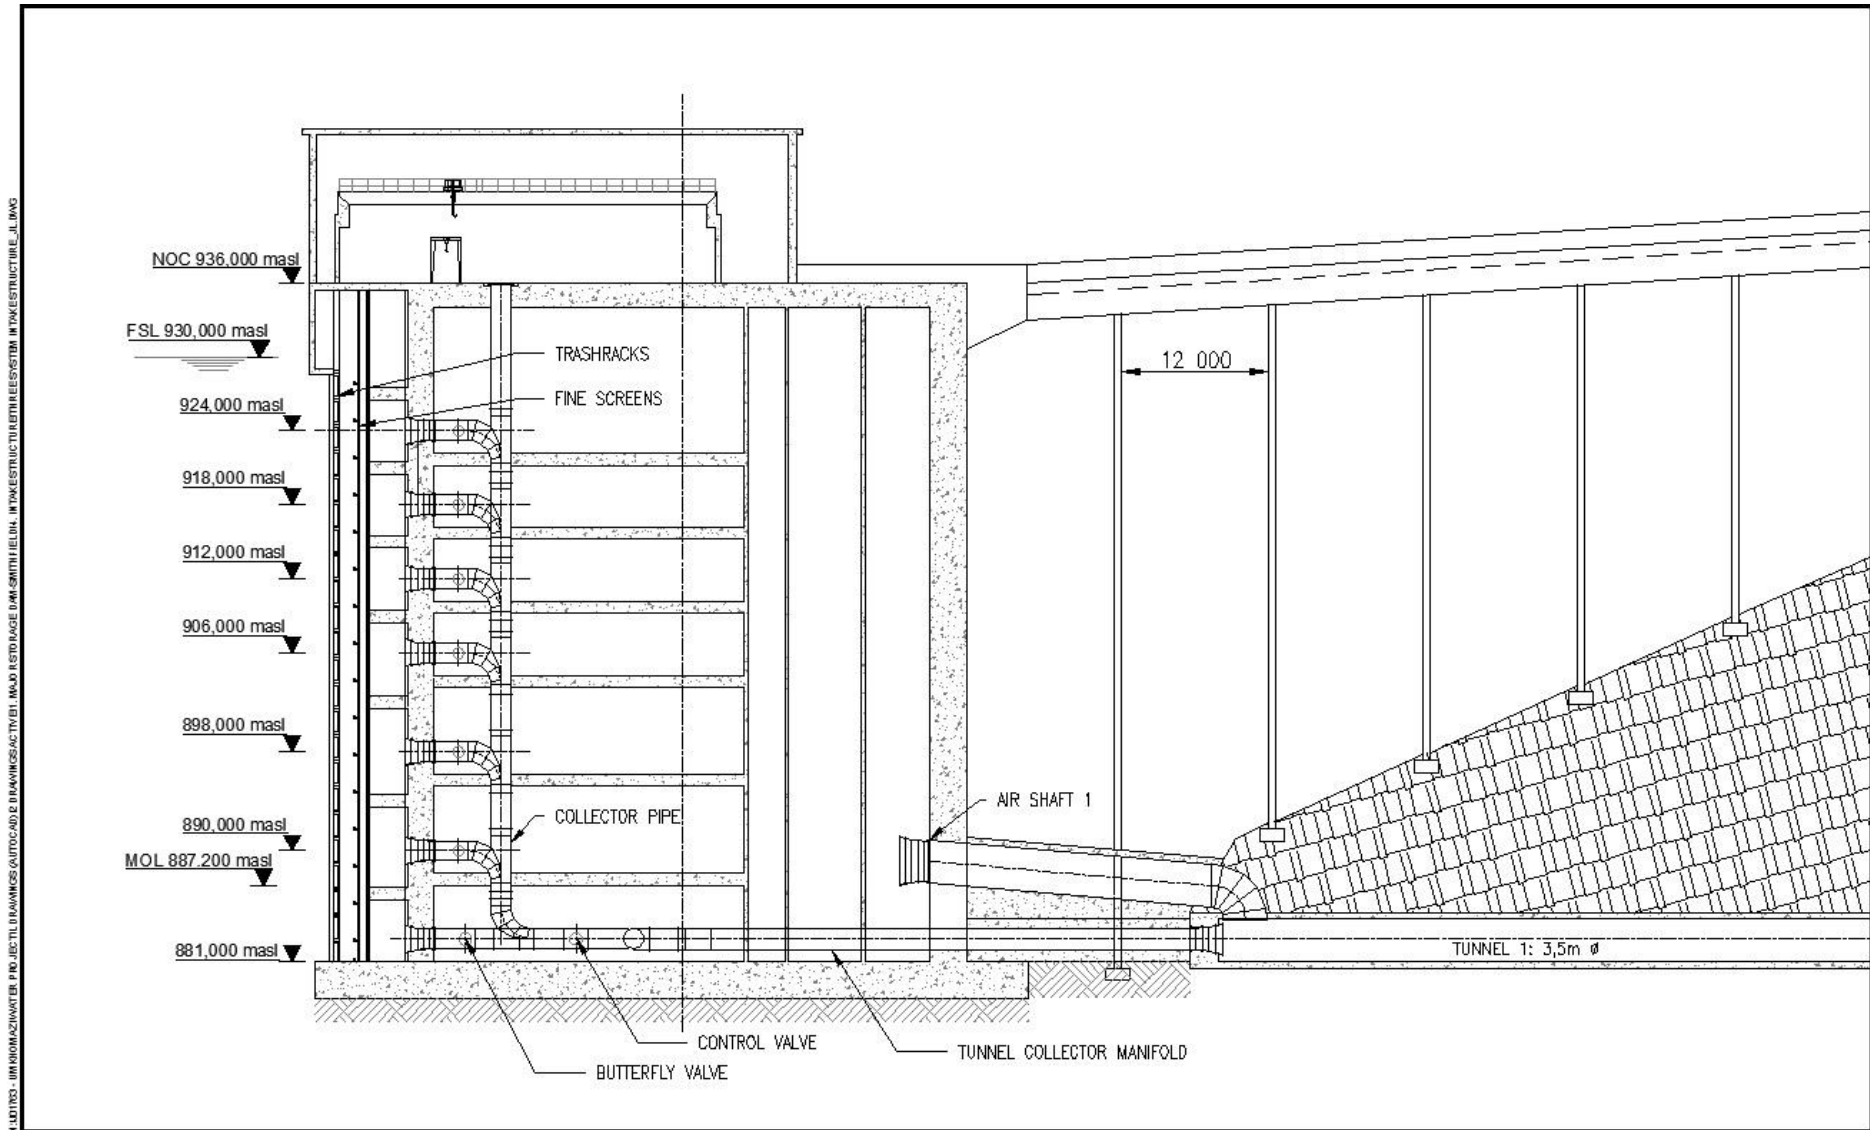 NOC 936,000 masl
FSL 930,000 masl
TRASHRACKS
12 000
FINE SCREENS
924,000 masl
918,000 masl
912,000 masl
906,000 masl
898,000 masl
AIR SHAFT 1
COLLECTOR PIPE
890,000 masl
MOL 887.200 masl
881,000 masl
TUNNEL 1: 3,5m Ø
CONTROL VALVE
TUNNEL COLLECTOR MANIFOLD
BUTTERFLY VALVE